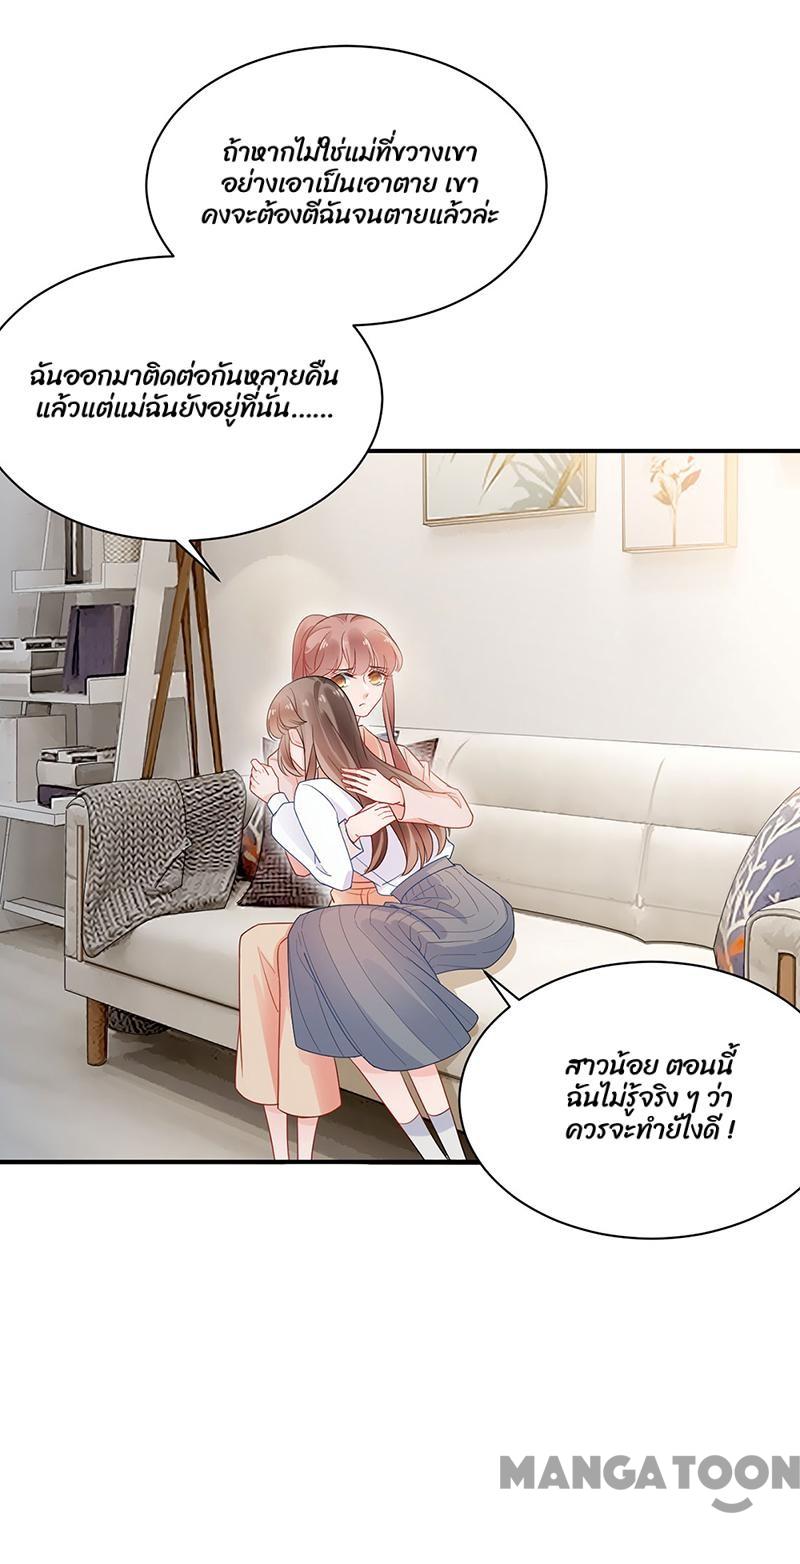 ถ้าหากไม่ใช่แม่ที่ขวางเขา
อย่างเอาเป็นเอาตาย เขา
คงจะต้องตีฉันจนตายแล้วล่ะ
ฉันออกมาติดต่อกันหลายคืน
แล้วแต่แม่ฉันยังอยู่ที่นั่น......
สาวน้อย ตอนนี้
ฉันไม่รู้จริง ๆ ว่า
ควรจะทำยังไงดี !
MANGATOON